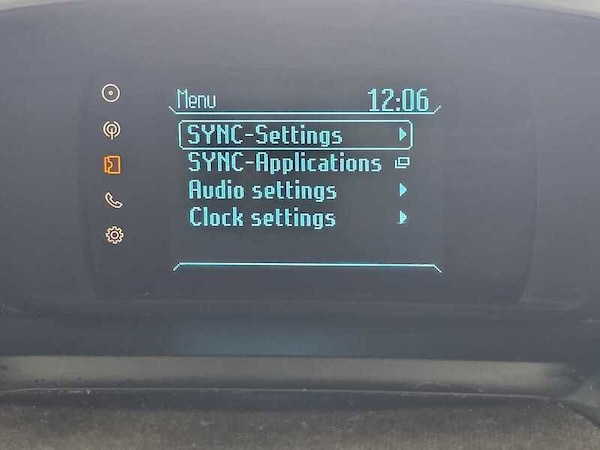 Menu 12:06
SYNC-Settings
SYNC-Applications
Audio settings
Clock settings